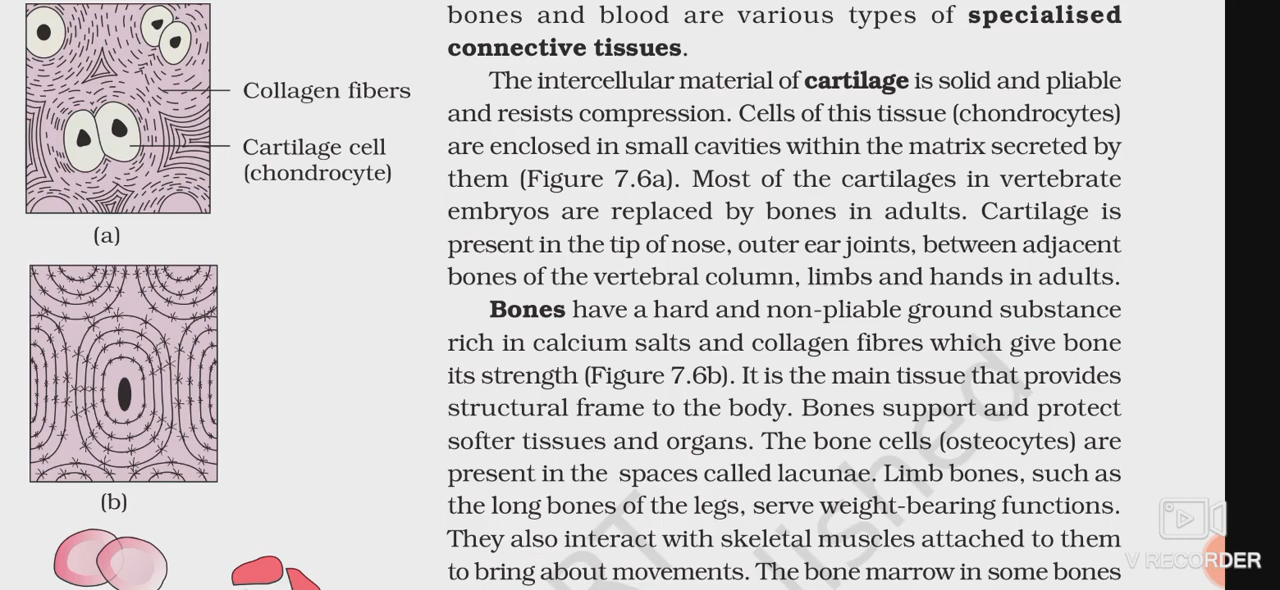 bones and blood are various types of specialised
connective tissues.
The intercellular material of cartilage is solid and pliable
and resists compression. Cells of this tissue (chondrocytes)
are enclosed in small cavities within the matrix secreted by
them (Figure 7.6a). Most of the cartilages in vertebrate
embryos are replaced by bones in adults. Cartilage is
present in the tip of nose, outer ear joints, between adjacent
bones of the vertebral column, limbs and hands in adults.
Bones have a hard and non-pliable ground substance
rich in calcium salts and collagen fibres which give bone
its strength (Figure 7.6b). It is the main tissue that provides
structural frame to the body. Bones support and protect
softer tissues and organs. The bone cells (osteocytes) are
present in the spaces called lacunae. Limb bones, such as
the long bones of the legs, serve weight-bearing functions.
They also interact with skeletal muscles attached to them
to bring about movements. The bone marrow in some bones
Collagen fibers
Cartilage cell
(chondrocyte)
(a)
(b)
V RECORDER